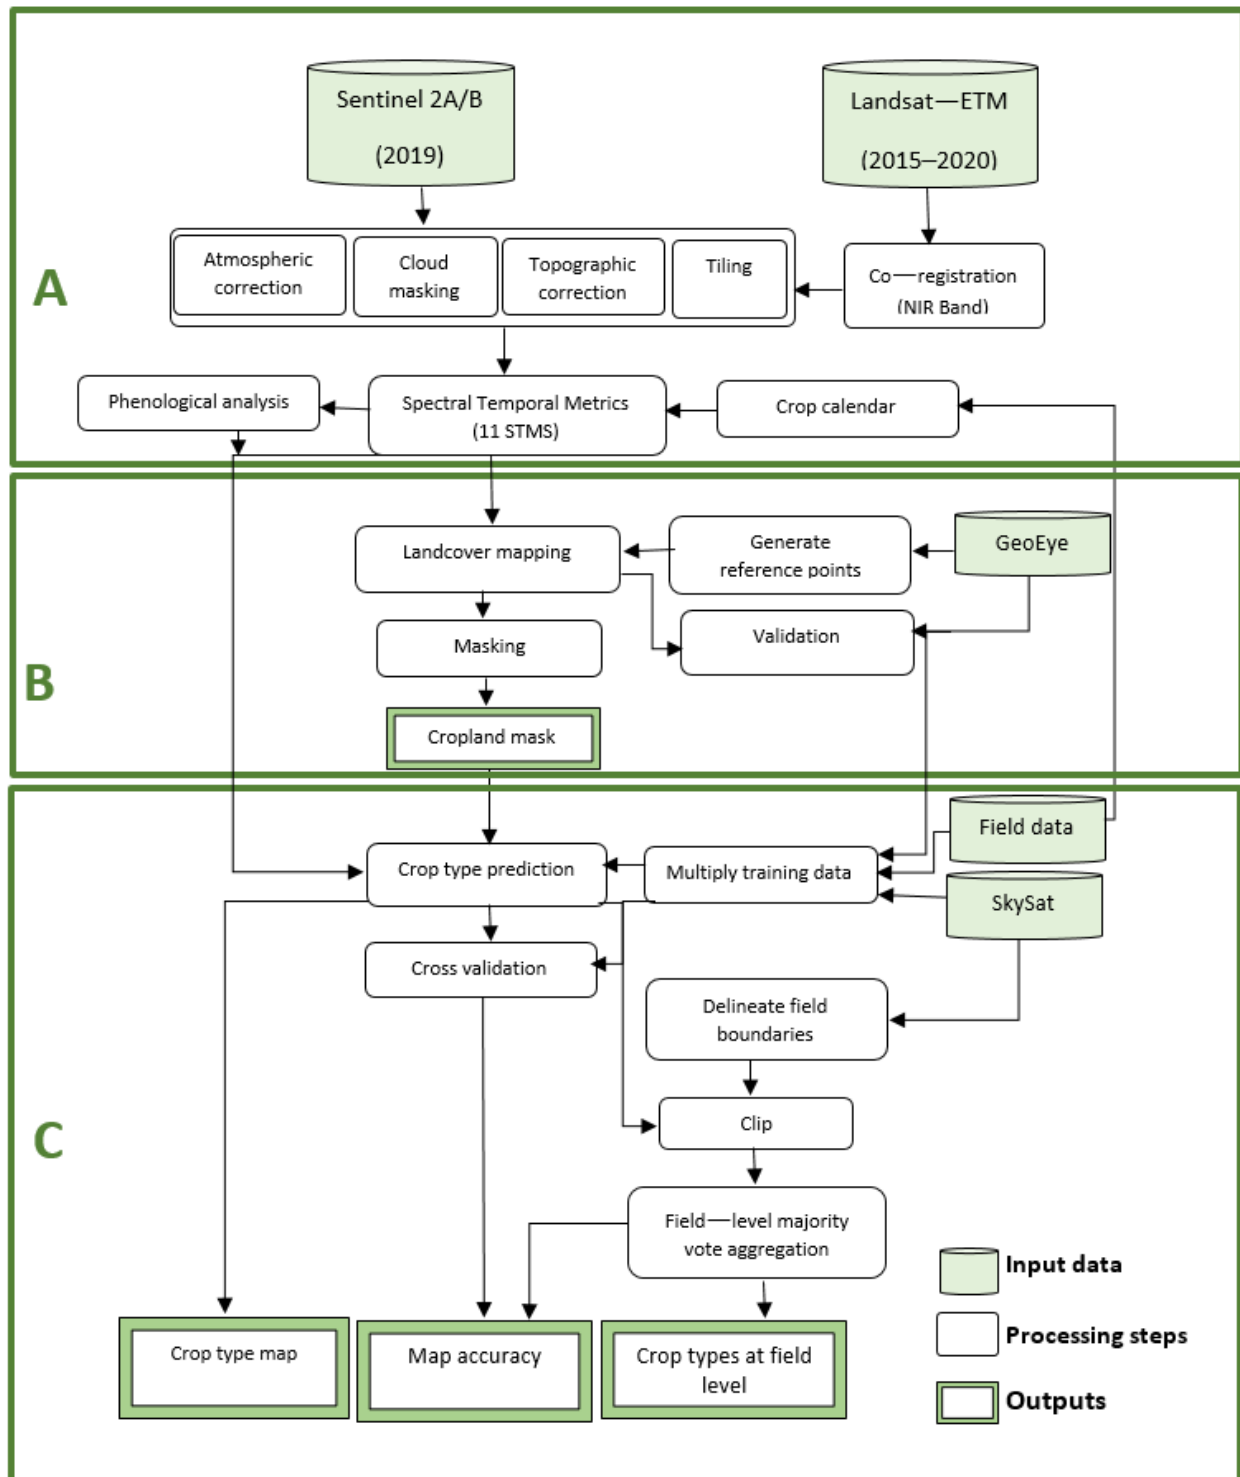 Sentinel 2A/B
(2019)
Landsat—ETM
(2015–2020)
A
Atmospheric
correction
Cloud
masking
Topographic
correction
Tiling
Co—registration
(NIR Band)
Phenological analysis
Spectral Temporal Metrics
(11 STMS)
Crop calendar
B
Landcover mapping
Generate
reference points
GeoEye
Masking
Validation
Cropland mask
C
Field data
Crop type prediction
Multiply training data
SkySat
Cross validation
Delineate field
boundaries
Clip
Field—level majority
vote aggregation
Crop type map
Map accuracy
Crop types at field
level
Input data
Processing steps
Outputs